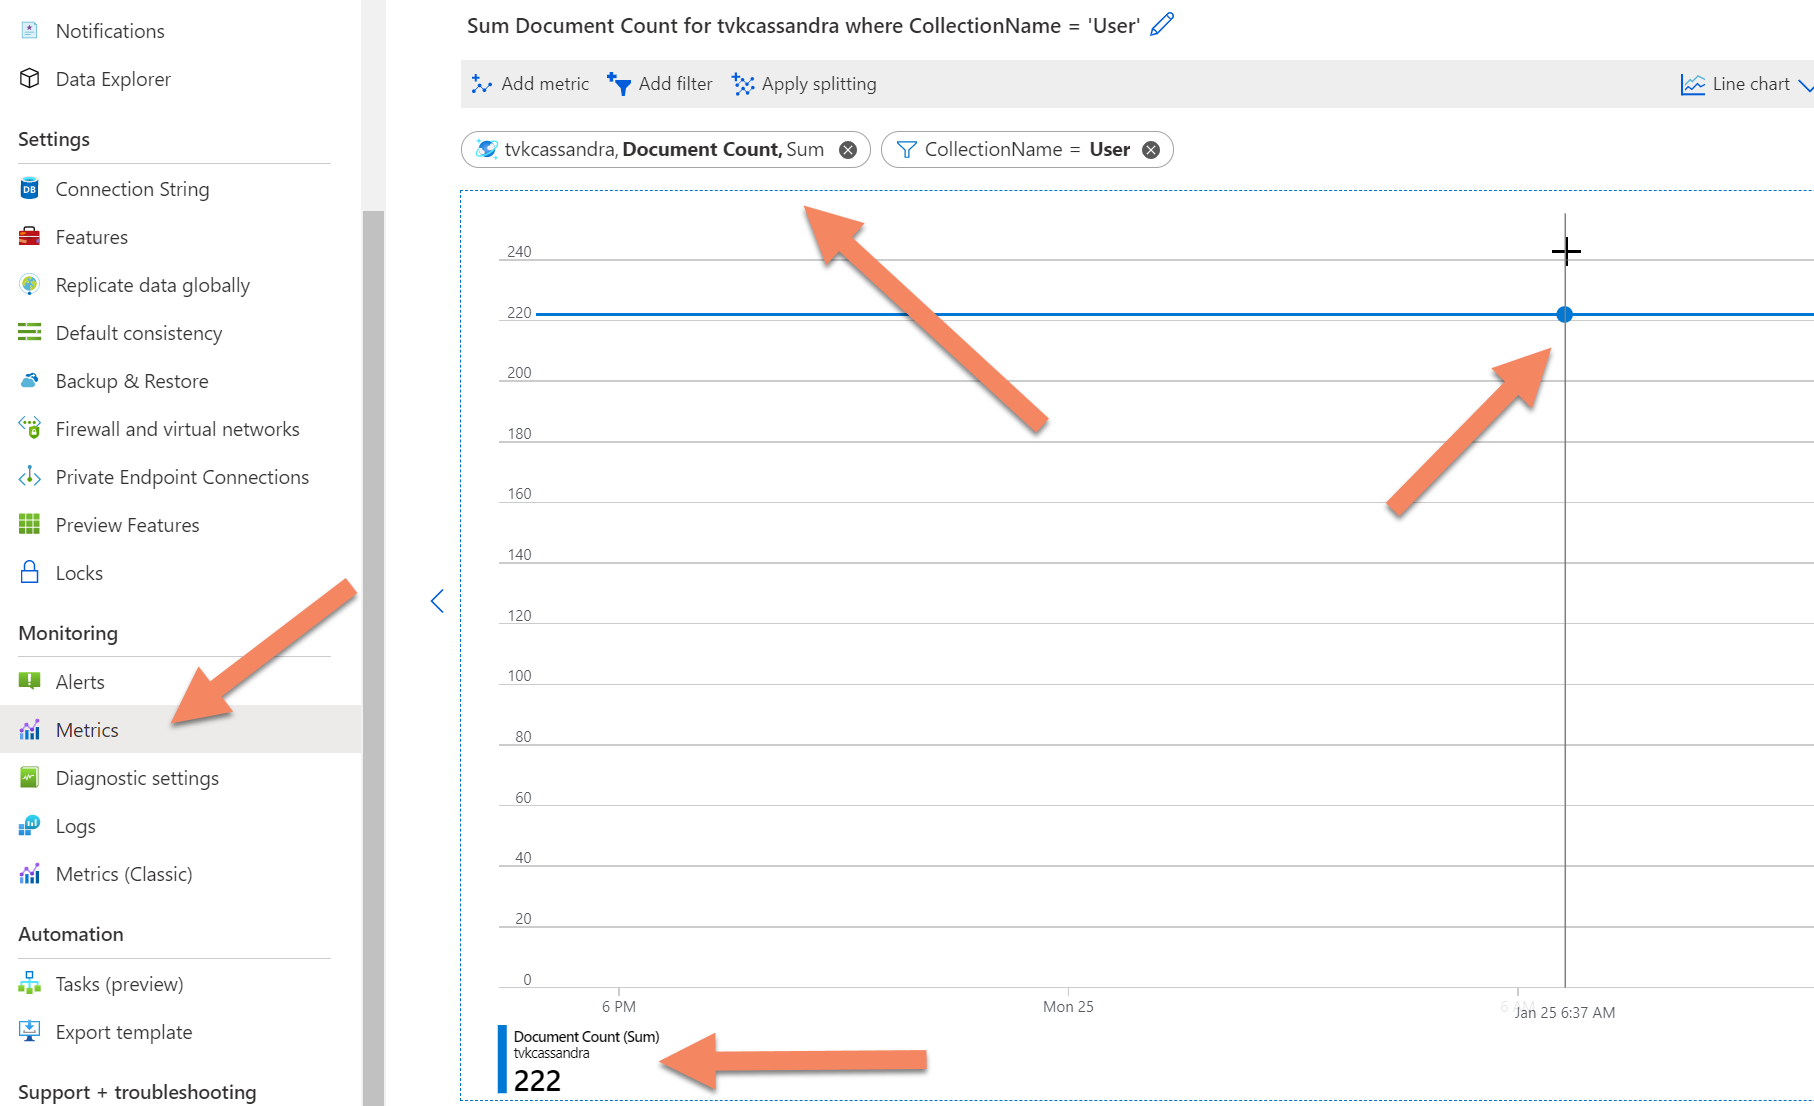 Notifications
Data Explorer
Settings
Connection String
Features
Replicate data globally
Default consistency
Backup & Restore
Firewall and virtual networks
Private Endpoint Connections
Preview Features
Locks
Monitoring
Alerts
Metrics
Diagnostic settings
Logs
Metrics (Classic)
Automation
Tasks (preview)
Export template
Support + troubleshooting
Sum Document Count for tvkcassandra where CollectionName = 'User'
Add metric Add filter Apply splitting Line chart
tvkcassandra, Document Count, Sum CollectionName = User
240
220
200
180
160
140
120
100
80
60
40
20
0
6 PM Mon 25 6 AM
Jan 25 6:37 AM
Document Count (Sum)
tvkcassandra
222